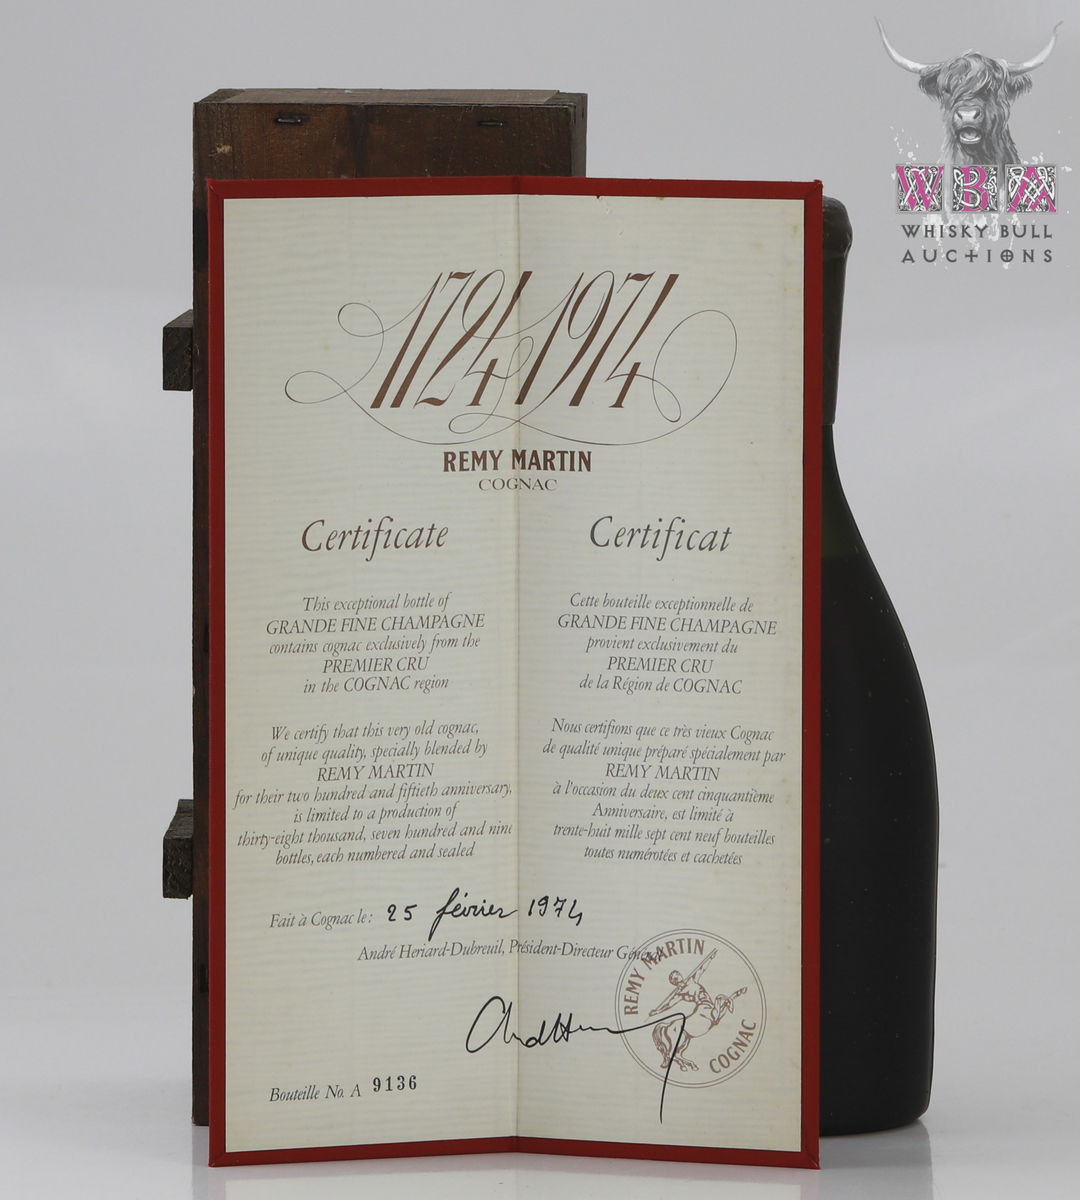 WBA
WHISKY BULL
AUCTIONS
1724 1974
REMY MARTIN
COGNAC
Certificate
This exceptional bottle of
GRANDE FINE CHAMPAGNE
contains cognac exclusively from the
PREMIER CRU
in the COGNAC region
We certify that this very old cognac,
of unique quality, specially blended by
REMY MARTIN
for their two hundred and fiftieth anniversary,
is limited to a production of
thirty-eight thousand, seven hundred and nine
bottles, each numbered and sealed
Certificat
Cette bouteille exceptionnelle de
GRANDE FINE CHAMPAGNE
provient exclusivement du
PREMIER CRU
de la Région de COGNAC
Nous certifions que ce très vieux Cognac
de qualité unique préparé spécialement par
REMY MARTIN
à l'occasion du deux cent cinquantième
Anniversaire, est limité à
trente-huit mille sept cent neuf bouteilles
toutes numérotées et cachetées
Fait à Cognac le: 25 février 1974
André Heriard-Dubreuil, Président-Directeur Général
REMY MARTIN
COGNAC
Bouteille No. A 9136